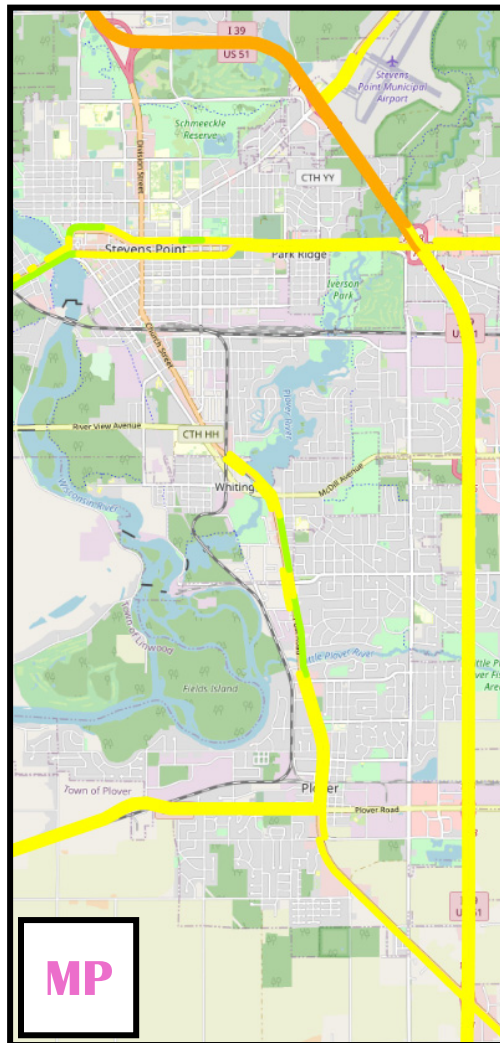 I 39
US 51
Stevens
Point Municipal
Airport
Schmeeckle
Reserve
Division Street
CTH YY
Stevens Point
Park Ridge
Iverson
Park
Church Street
Plover
River
River View Avenue
CTH HH
Whiting
McDill Avenue
Wisconsin River
Town of Linwood
Fields Island
Little Plover River
Town of Plover
Plover
Plover Road
MP